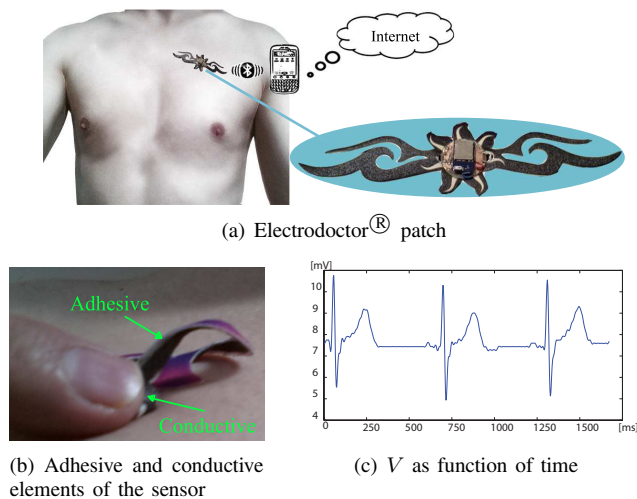 Internet
(a) Electrodoctor® patch
Adhesive
Conductive
(b) Adhesive and conductive
elements of the sensor
[mV]
10
9
8
7
6
5
4
0
250
500
750
1000
1250
1500
[ms]
(c) V as function of time